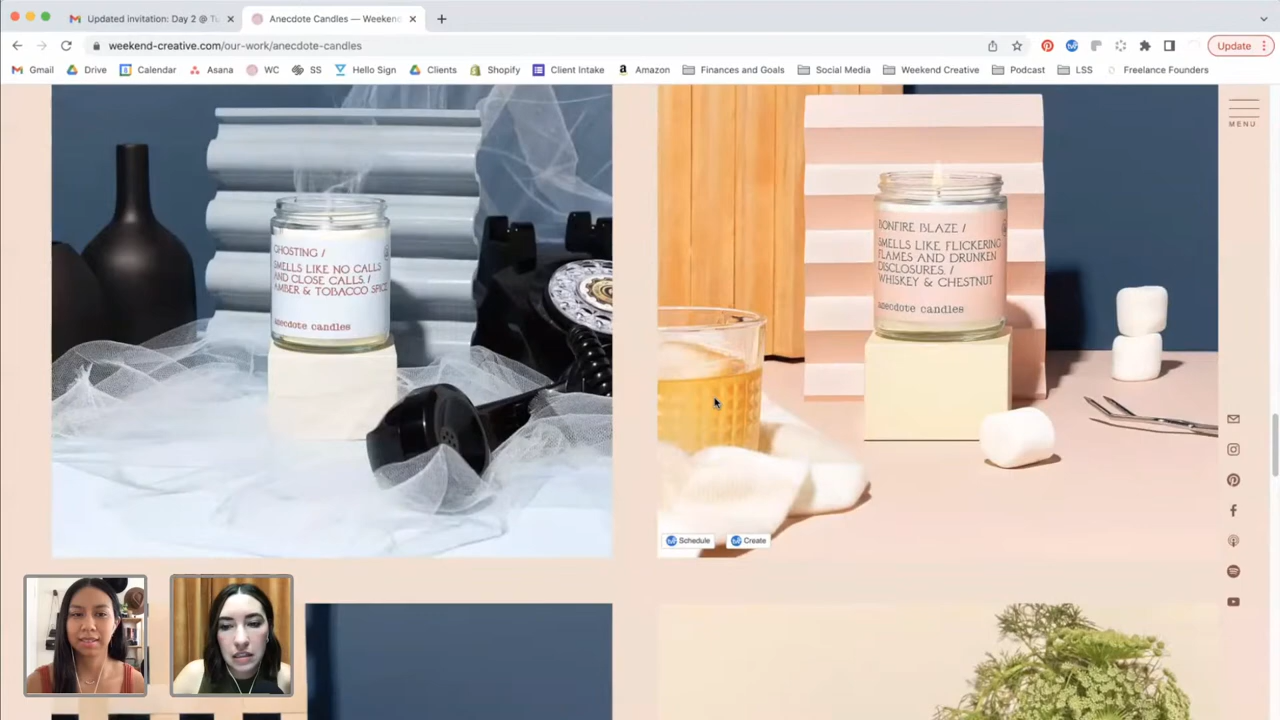 Updated invitation: Day 2 @ Tu
Anecdote Candles — Weekend
weekend-creative.com/our-work/anecdote-candles
Update
Gmail
Drive
Calendar
Asana
WC
SS
Hello Sign
Clients
Shopify
Client Intake
Amazon
Finances and Goals
Social Media
Weekend Creative
Podcast
LSS
Freelance Founders
MENU
GHOSTING /
SMELLS LIKE NO CALLS
AND CLOSE CALLS. /
AMBER & TOBACCO SPICE
anecdote candles
BONFIRE BLAZE /
SMELLS LIKE FLICKERING
FLAMES AND DRUNKEN
DISCLOSURES. /
WHISKEY & CHESTNUT
anecdote candles
Schedule
Create